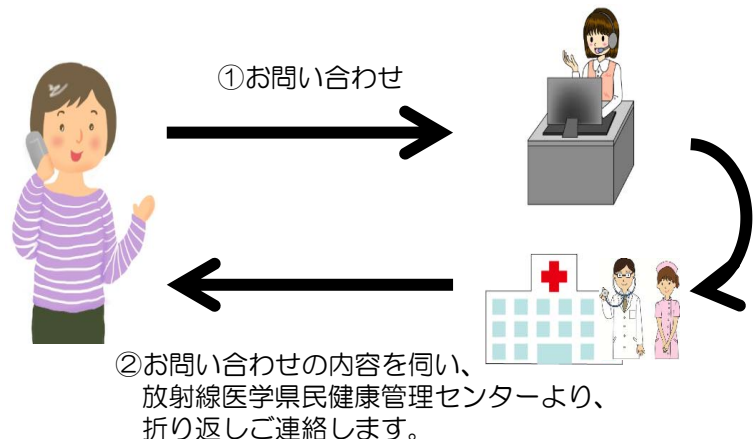 ①お問い合わせ
②お問い合わせの内容を伺い、
放射線医学県民健康管理センターより、
折り返しご連絡します。